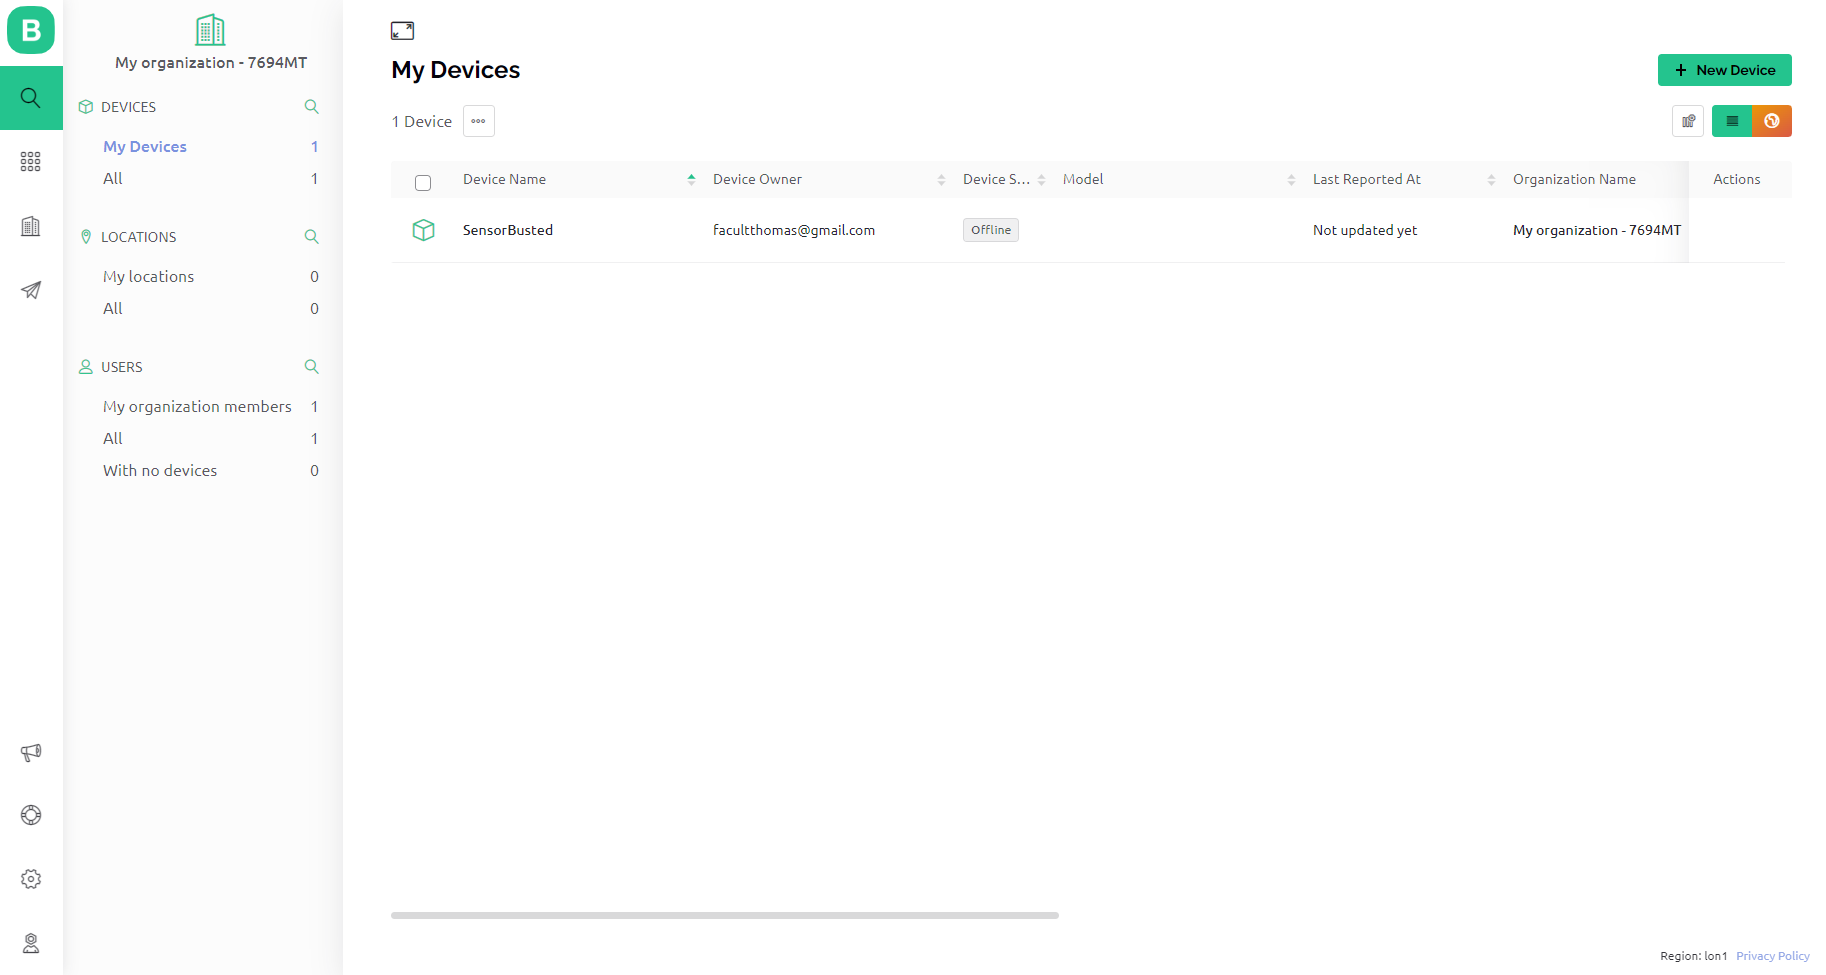 B
My organization - 7694MT
DEVICES
My Devices 1
All 1
LOCATIONS
My locations 0
All 0
USERS
My organization members 1
All 1
With no devices 0
My Devices
+ New Device
1 Device
Device Name Device Owner Device S... Model Last Reported At Organization Name Actions
SensorBusted facultthomas@gmail.com Offline Not updated yet My organization - 7694MT
Region: lon1 Privacy Policy